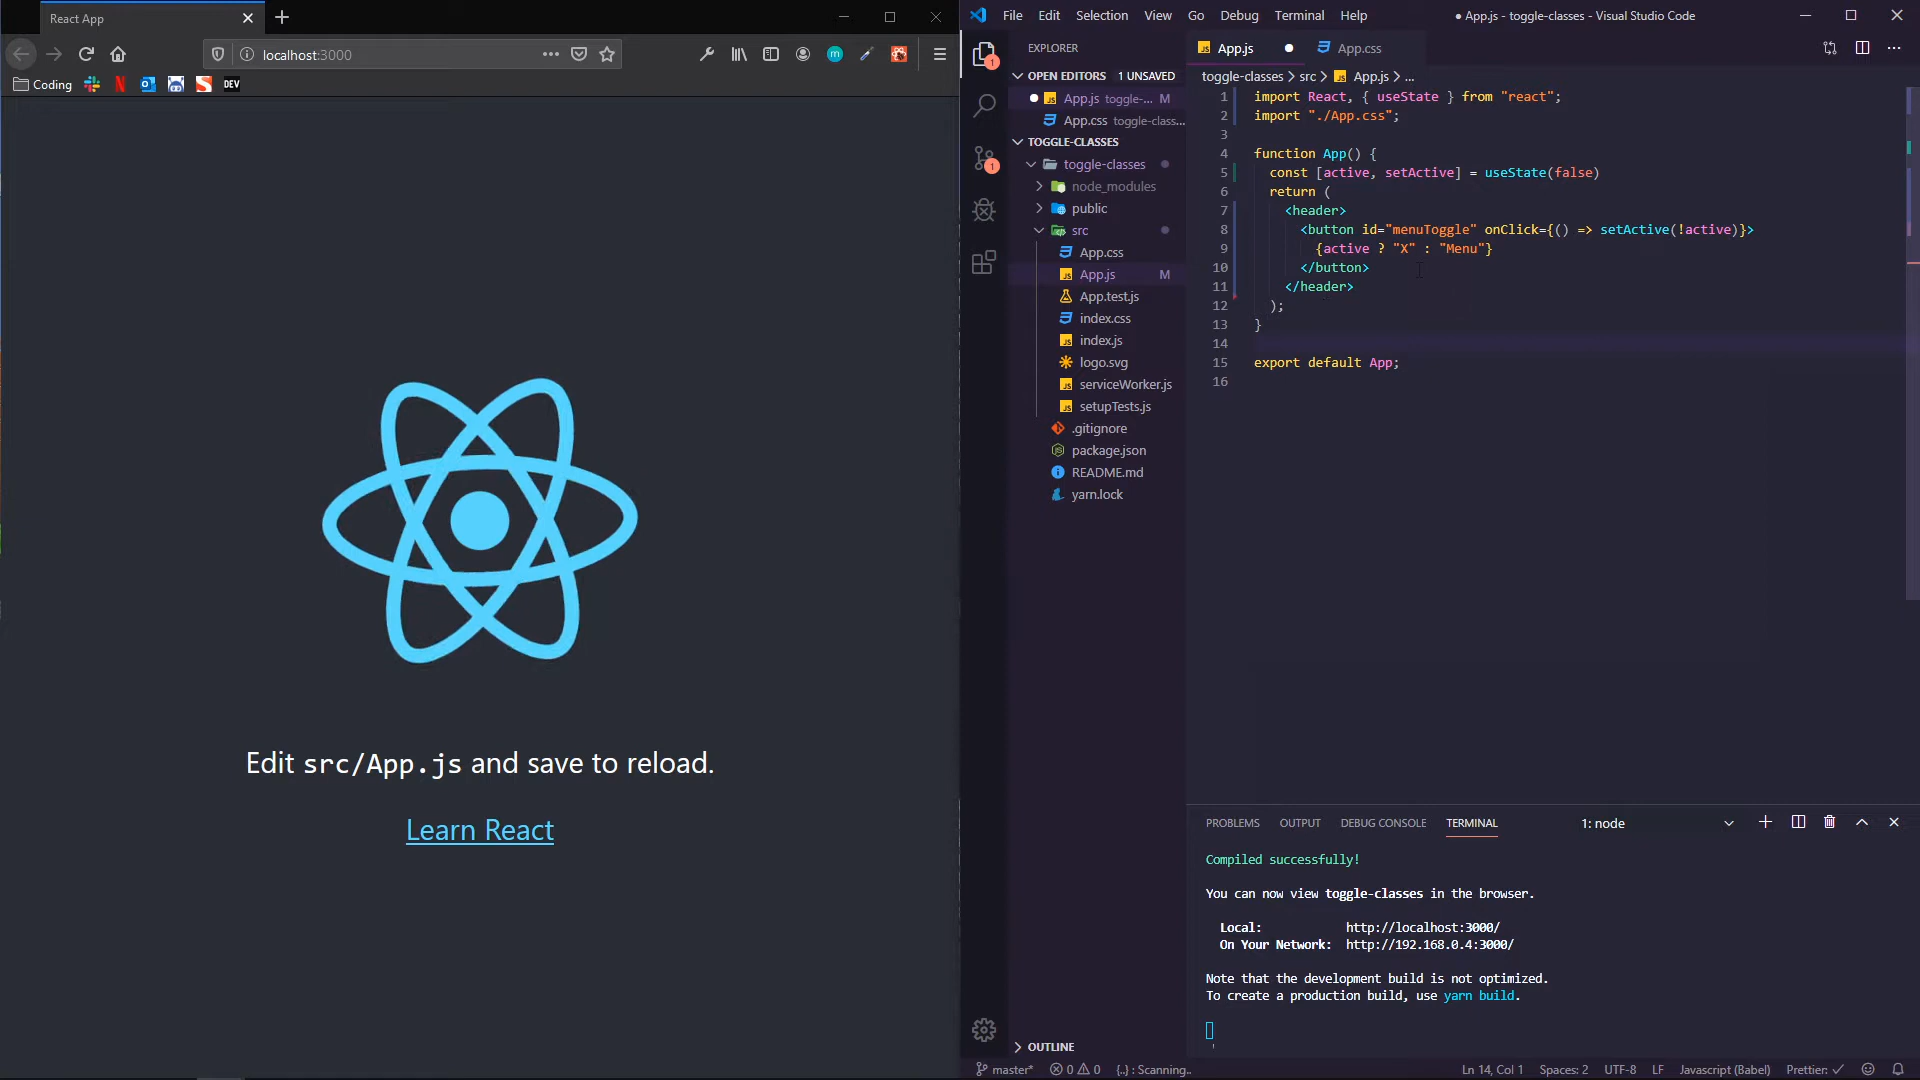 React App
localhost:3000
Coding
DEV
Edit src/App.js and save to reload.
Learn React
File Edit Selection View Go Debug Terminal Help
● App.js - toggle-classes - Visual Studio Code
EXPLORER
OPEN EDITORS 1 UNSAVED
App.js toggle-... M
App.css toggle-class...
TOGGLE-CLASSES
toggle-classes
node_modules
public
src
App.css
App.js M
App.test.js
index.css
index.js
logo.svg
serviceWorker.js
setupTests.js
.gitignore
package.json
README.md
yarn.lock
OUTLINE
App.js
App.css
toggle-classes > src > App.js > ...
1 import React, { useState } from "react";
2 import "./App.css";
3
4 function App() {
5 const [active, setActive] = useState(false)
6 return (
7 <header>
8 <button id="menuToggle" onClick={() => setActive(!active)}>
9 {active ? "X" : "Menu"}
10 </button>
11 </header>
12 );
13 }
14
15 export default App;
16
PROBLEMS OUTPUT DEBUG CONSOLE TERMINAL 1: node
Compiled successfully!
You can now view toggle-classes in the browser.
Local: http://localhost:3000/
On Your Network: http://192.168.0.4:3000/
Note that the development build is not optimized.
To create a production build, use yarn build.
master* 0 0 {..} : Scanning.. Ln 14, Col 1 Spaces: 2 UTF-8 LF Javascript (Babel) Prettier: ✓